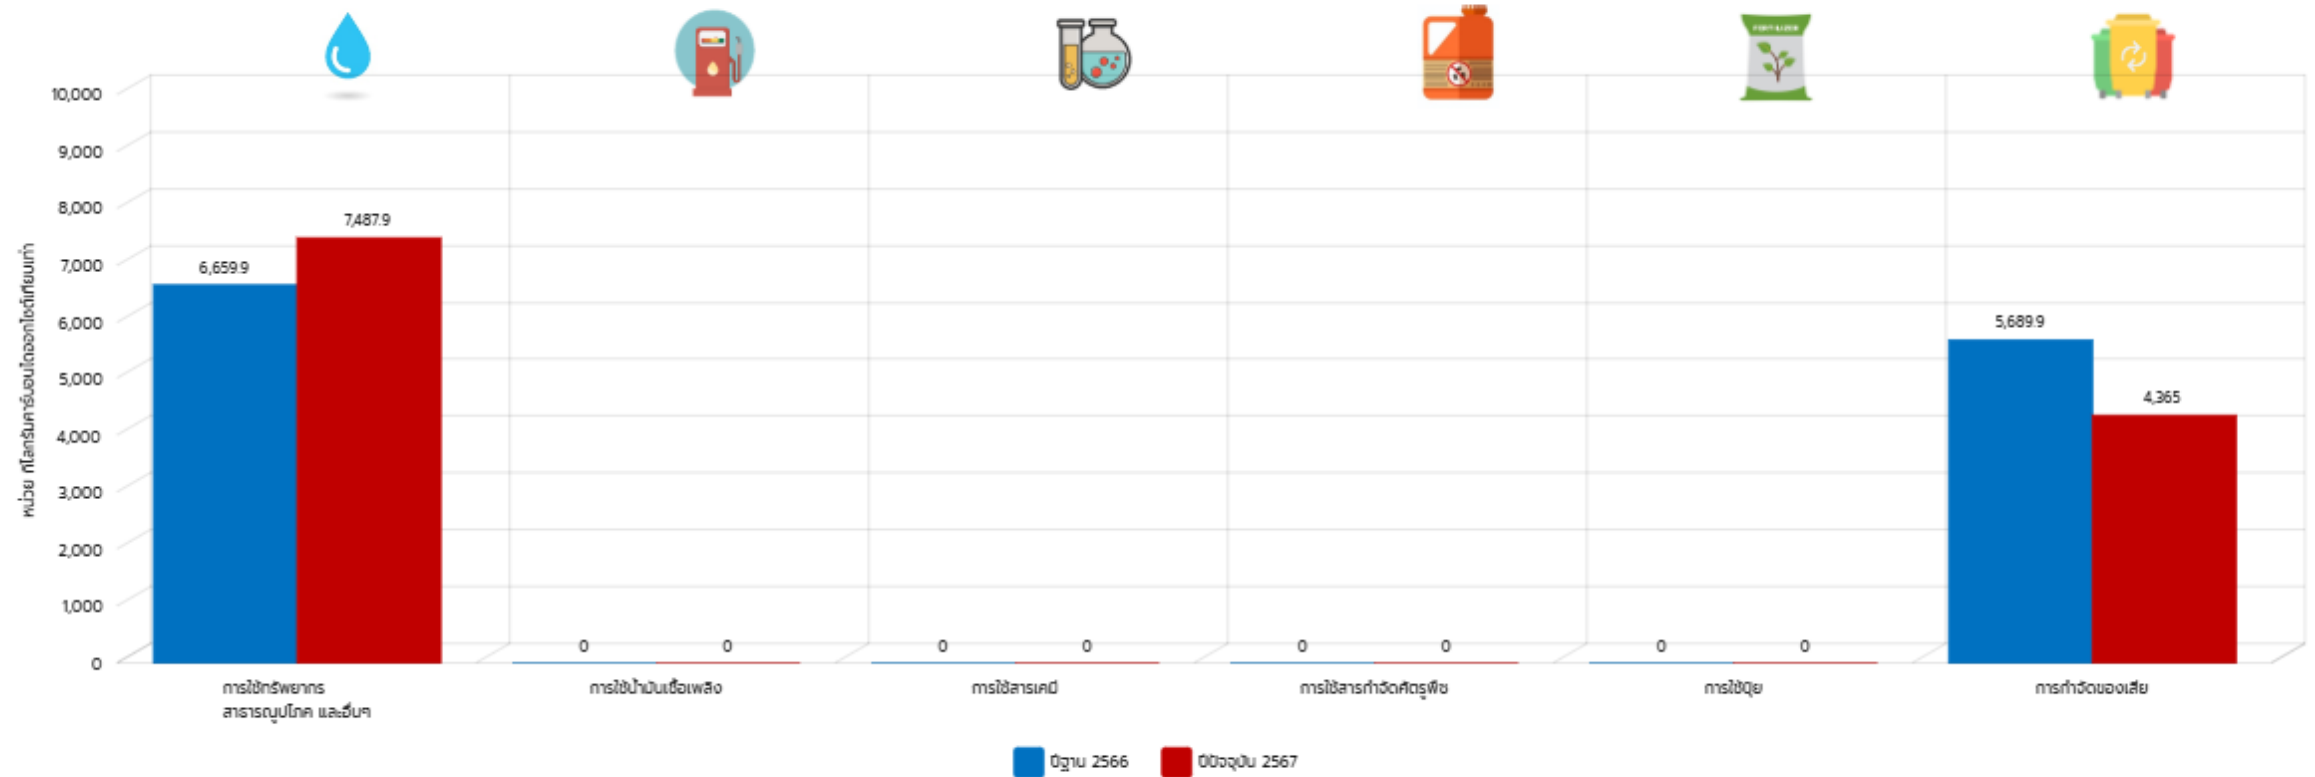 FERTILIZER
10,000
9,000
8,000
7,000
6,000
5,000
4,000
3,000
2,000
1,000
0
หน่วย กิโลกรัมคาร์บอนไดออกไซด์เทียบเท่า
6,659.9
7,487.9
0
0
0
0
0
0
0
0
5,689.9
4,365
การใช้ทรัพยากร
สาธารณูปโภค และอื่นๆ
การใช้น้ำมันเชื้อเพลิง
การใช้สารเคมี
การใช้สารกำจัดศัตรูพืช
การใช้ปุ๋ย
การกำจัดของเสีย
ปีฐาน 2566
ปีปัจจุบัน 2567